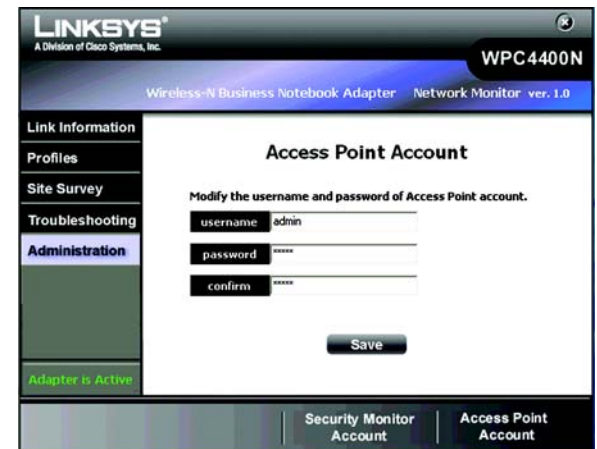 LINKSYS®
A Division of Cisco Systems, Inc.
WPC4400N
Wireless-N Business Notebook Adapter Network Monitor ver. 1.0
Link Information
Profiles
Site Survey
Troubleshooting
Administration
Adapter is Active
Access Point Account
Modify the username and password of Access Point account.
username admin
password *****
confirm *****
Save
Security Monitor Account
Access Point Account